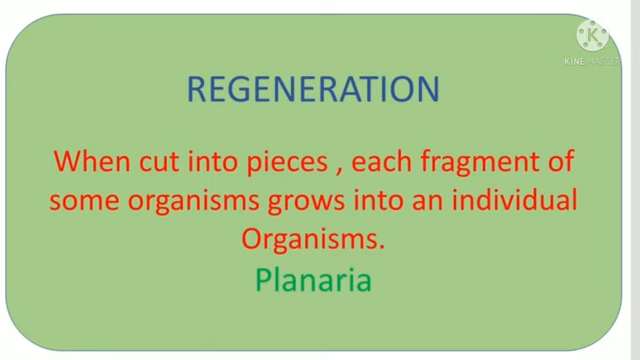 K
KINEMASTER
REGENERATION
When cut into pieces , each fragment of
some organisms grows into an individual
Organisms.
Planaria